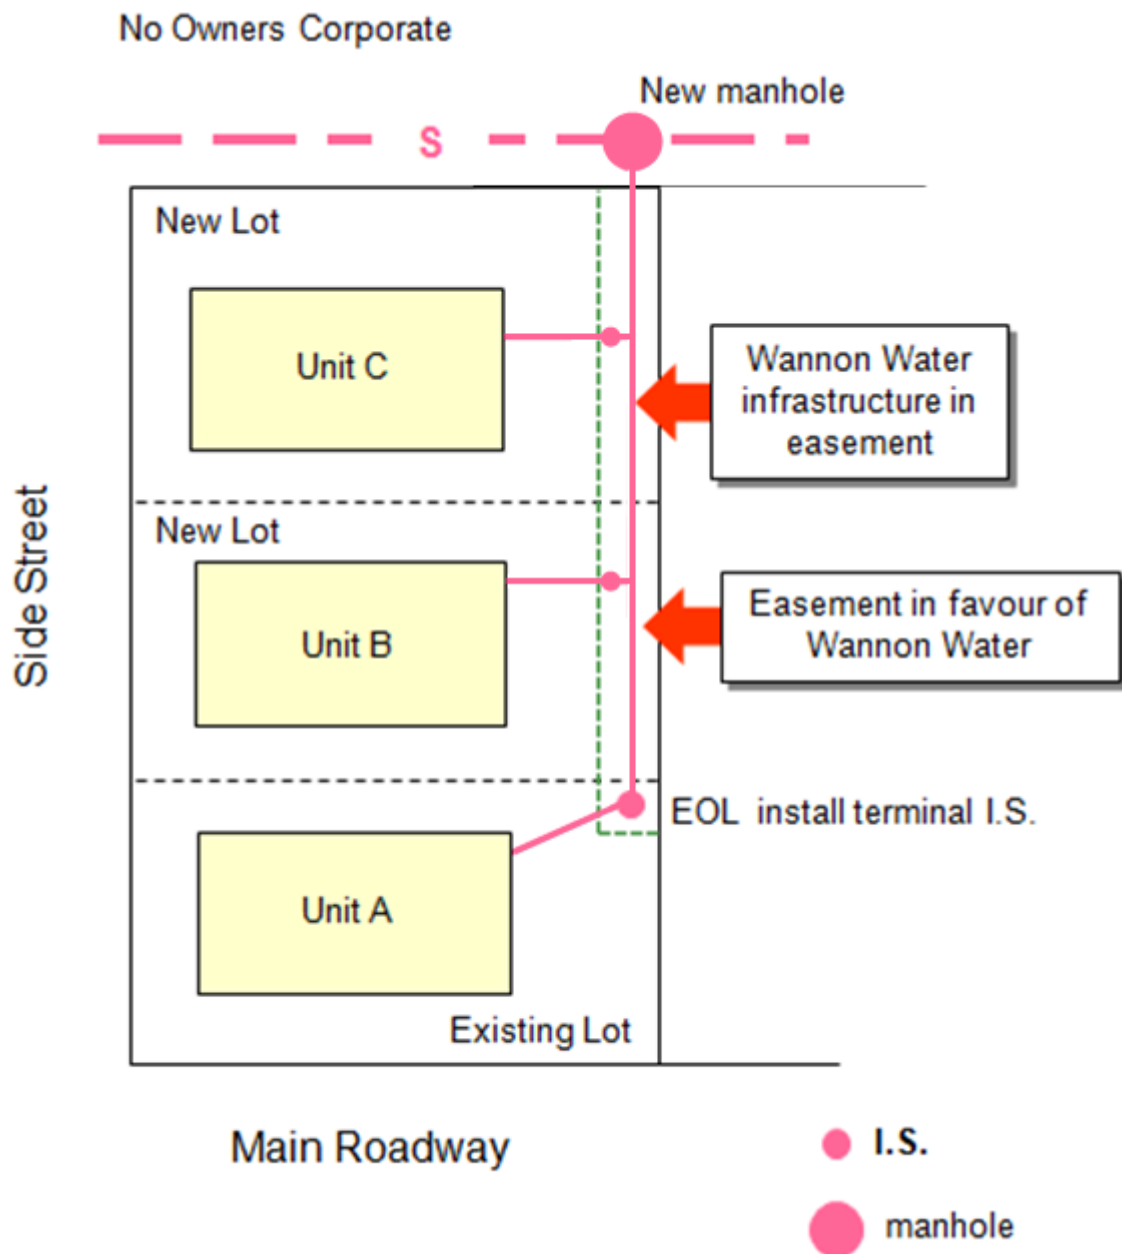 No Owners Corporate
New manhole
S
New Lot
Unit C
Wannon Water
infrastructure in
easement
Side Street
New Lot
Unit B
Easement in favour of
Wannon Water
EOL install terminal I.S.
Unit A
Existing Lot
Main Roadway
I.S.
manhole